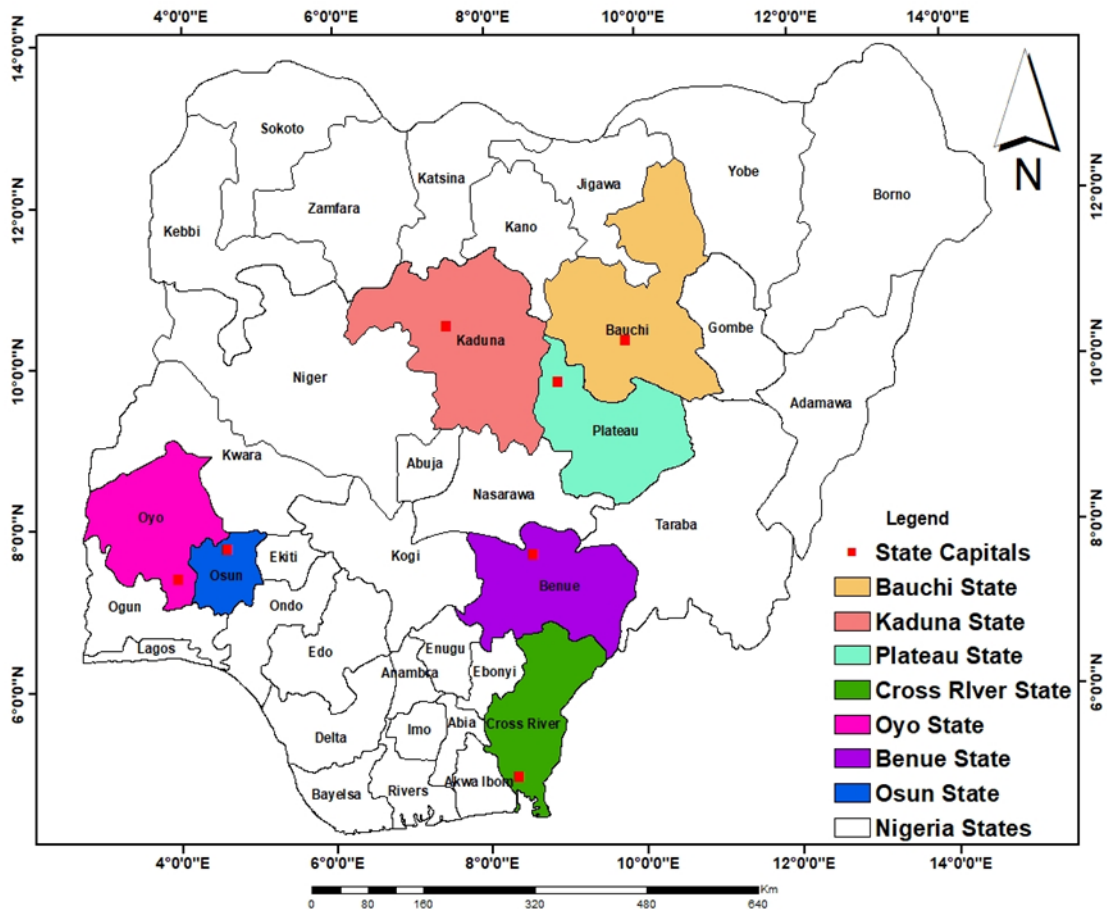 4°0'0"E 6°0'0"E 8°0'0"E 10°0'0"E 12°0'0"E 14°0'0"E
14°0'0"N
12°0'0"N
10°0'0"N
8°0'0"N
6°0'0"N
12°0'0"N
10°0'0"N
8°0'0"N
6°0'0"N
N
Sokoto
Katsina
Jigawa
Yobe
Borno
Zamfara
Kebbi
Kano
Kaduna
Bauchi
Gombe
Niger
Adamawa
Plateau
Kwara
Abuja
Nasarawa
Oyo
Taraba
Kogi
Ekiti
Osun
Benue
Ogun
Ondo
Lagos
Edo
Enugu
Anambra
Ebonyi
Abia
Cross River
Imo
Delta
Akwa Ibom
Rivers
Bayelsa
Legend
State Capitals
Bauchi State
Kaduna State
Plateau State
Cross RIver State
Oyo State
Benue State
Osun State
Nigeria States
4°0'0"E 6°0'0"E 8°0'0"E 10°0'0"E 12°0'0"E 14°0'0"E
Km
0 80 160 320 480 640